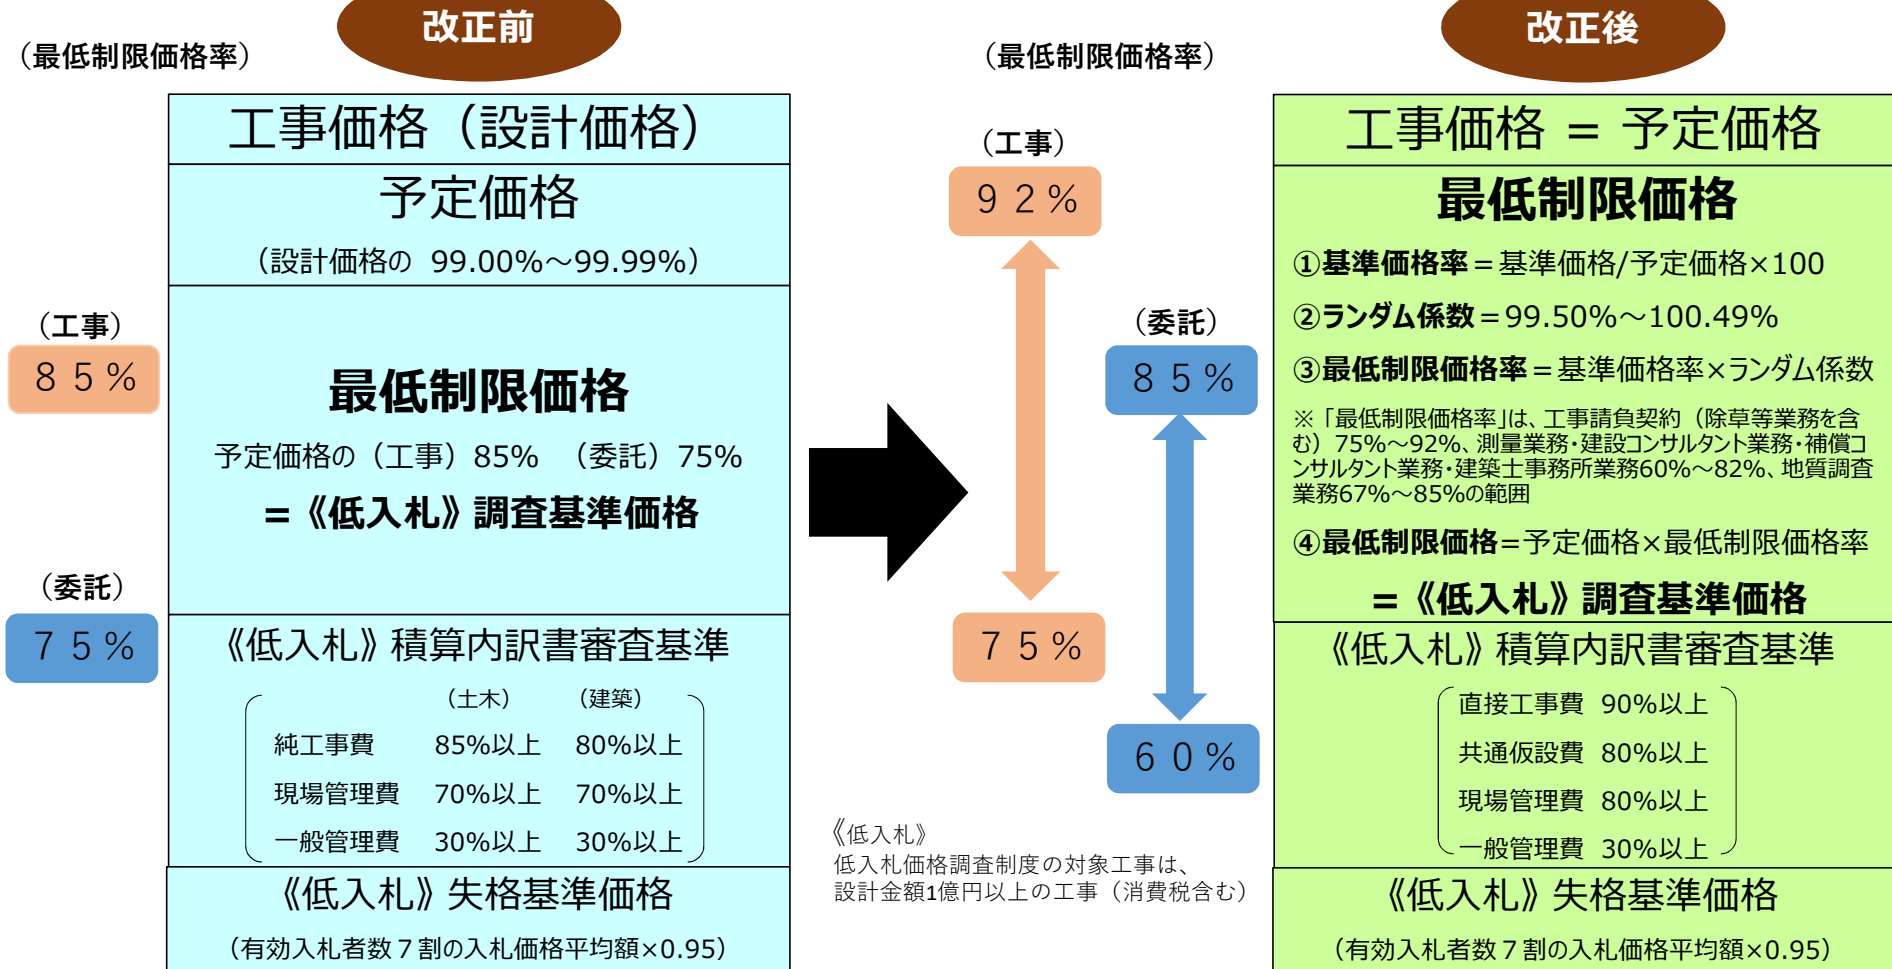 改正前
（最低制限価格率）
工事価格（設計価格）
予定価格
（設計価格の 99.00%～99.99%）
（工事）
８５％
最低制限価格
予定価格の（工事）85% （委託）75%
=《低入札》調査基準価格
（委託）
７５％
《低入札》積算内訳書審査基準
（土木） （建築）
純工事費 85%以上 80%以上
現場管理費 70%以上 70%以上
一般管理費 30%以上 30%以上
《低入札》失格基準価格
（有効入札者数７割の入札価格平均額×0.95）
改正後
（最低制限価格率）
（工事）
９２％
７５％
（委託）
８５％
６０％
《低入札》
低入札価格調査制度の対象工事は、
設計金額1億円以上の工事（消費税含む）
工事価格 = 予定価格
最低制限価格
①基準価格率=基準価格/予定価格×100
②ランダム係数=99.50%～100.49%
③最低制限価格率=基準価格率×ランダム係数
※「最低制限価格率」は、工事請負契約（除草等業務を含
む）75%～92%、測量業務・建設コンサルタント業務・補償コ
ンサルタント業務・建築士事務所業務60%～82%、地質調査
業務67%～85%の範囲
④最低制限価格=予定価格×最低制限価格率
=《低入札》調査基準価格
《低入札》積算内訳書審査基準
直接工事費 90%以上
共通仮設費 80%以上
現場管理費 80%以上
一般管理費 30%以上
《低入札》失格基準価格
（有効入札者数７割の入札価格平均額×0.95）